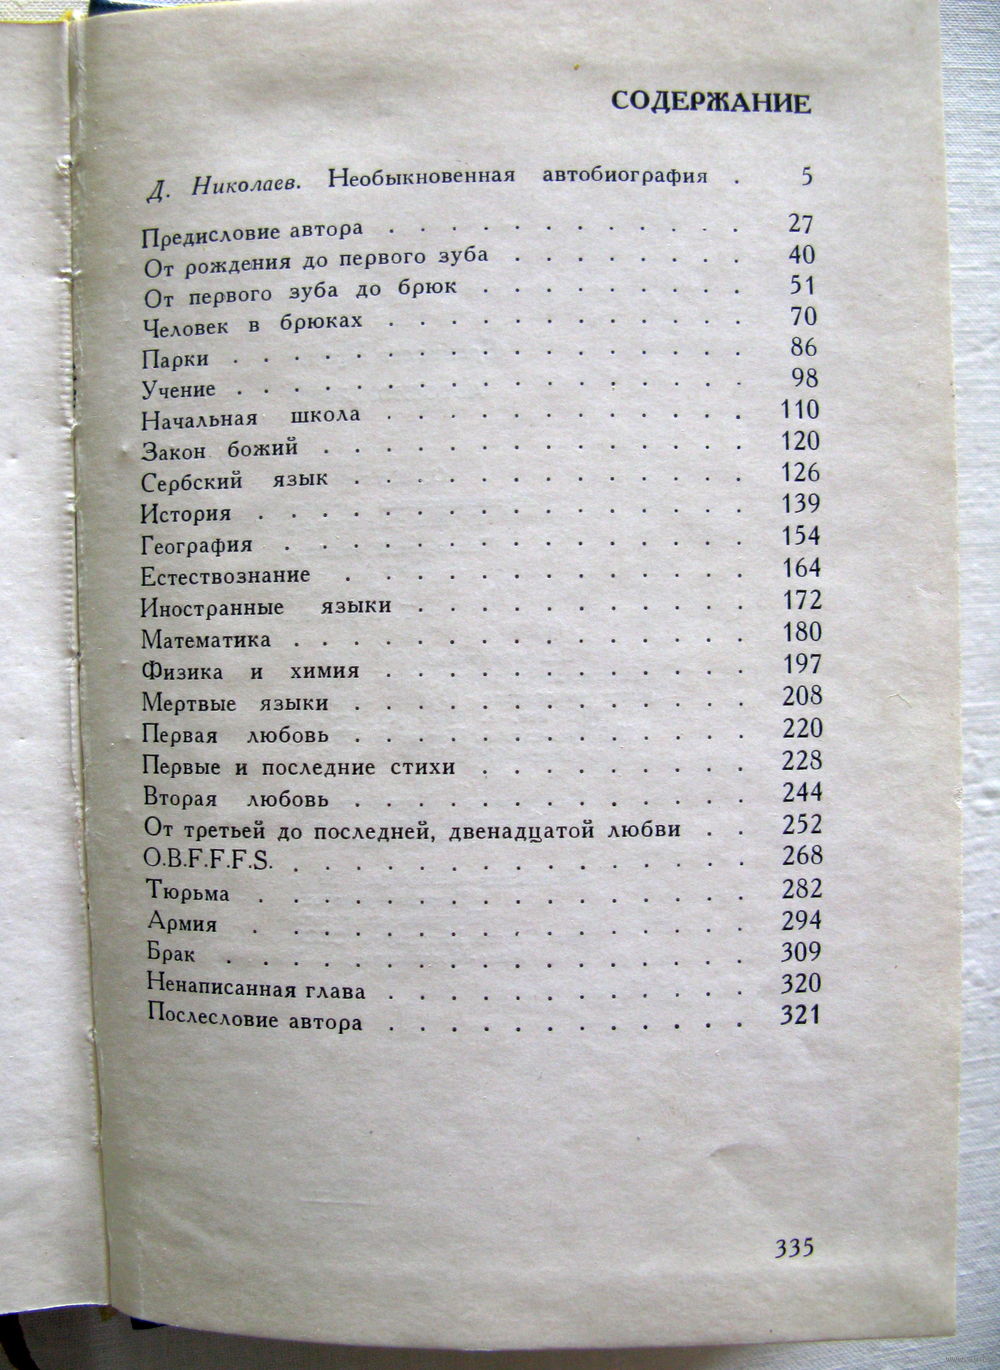 СОДЕРЖАНИЕ
Д. Николаев. Необыкновенная автобиография . 5
Предисловие автора . . . . . . . . . . . . 27
От рождения до первого зуба . . . . . . . . 40
От первого зуба до брюк . . . . . . . . . 51
Человек в брюках . . . . . . . . . . . . 70
Парки . . . . . . . . . . . . . . . . . 86
Учение . . . . . . . . . . . . . . . . . 98
Начальная школа . . . . . . . . . . . 110
Закон божий . . . . . . . . . . . . . . 120
Сербский язык . . . . . . . . . . . . . 126
История . . . . . . . . . . . . . . . . 139
География . . . . . . . . . . . . . . . 154
Естествознание . . . . . . . . . . . . . 164
Иностранные языки . . . . . . . . . . . 172
Математика . . . . . . . . . . . . . . . 180
Физика и химия . . . . . . . . . . . . 197
Мертвые языки . . . . . . . . . . . . . 208
Первая любовь . . . . . . . . . . . . . 220
Первые и последние стихи . . . . . . . . . 228
Вторая любовь . . . . . . . . . . . . . 244
От третьей до последней, двенадцатой любви . . 252
O.B.F.F.F.S. . . . . . . . . . . . . . . . 268
Тюрьма . . . . . . . . . . . . . . . . 282
Армия . . . . . . . . . . . . . . . . 294
Брак . . . . . . . . . . . . . . . . . 309
Ненаписанная глава . . . . . . . . . . . . 320
Послесловие автора . . . . . . . . . . . . 321
335